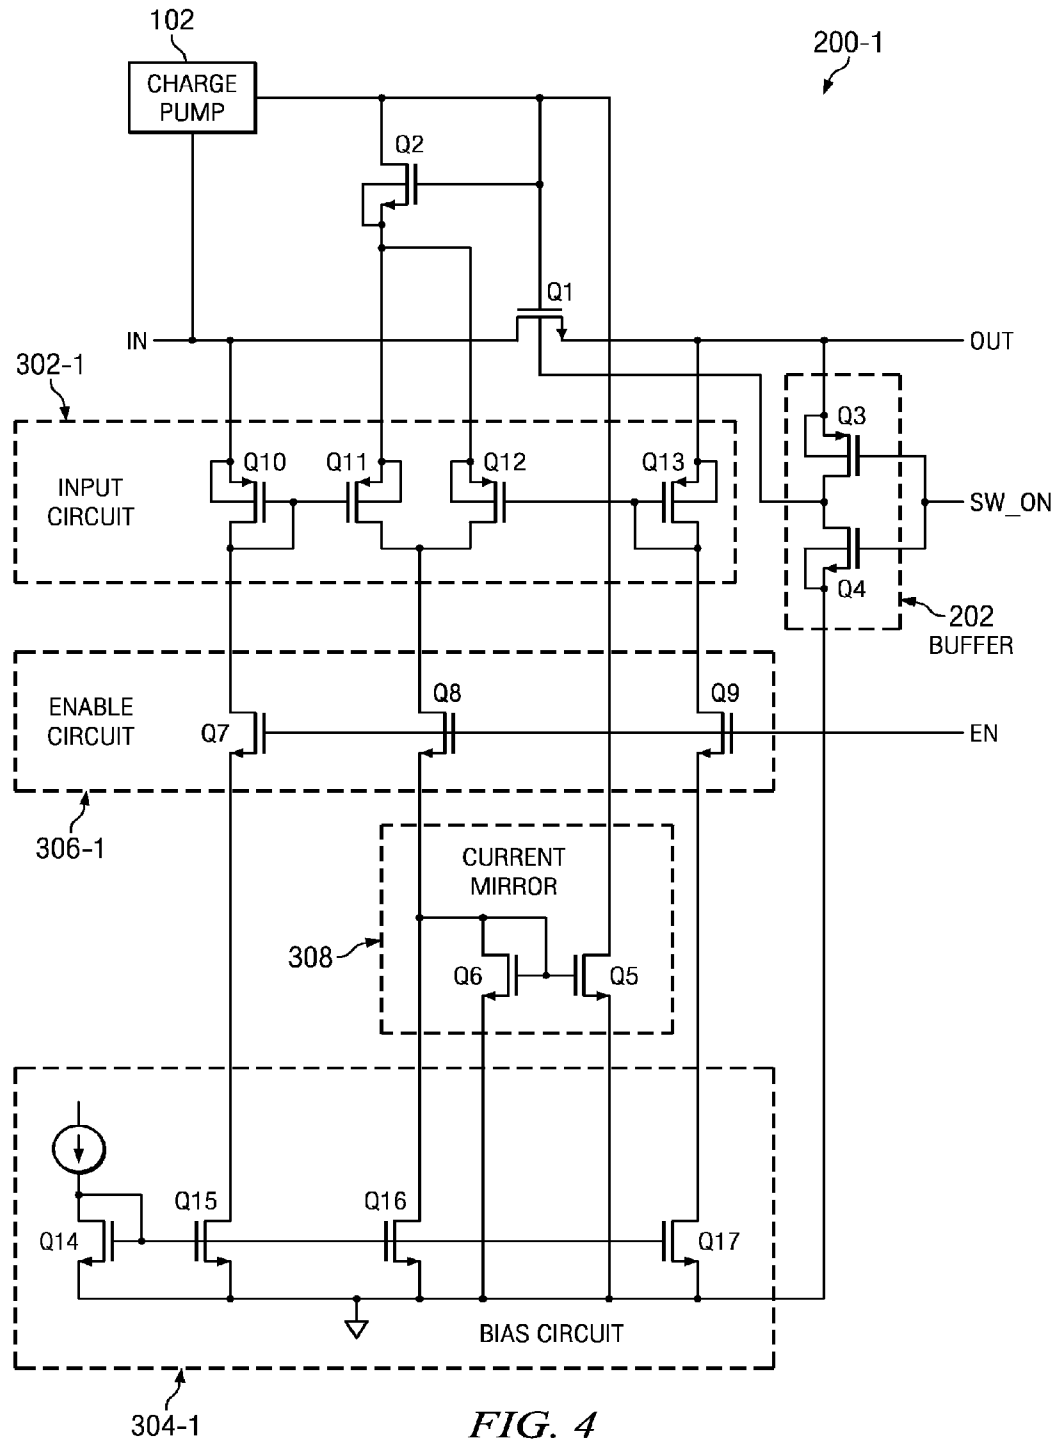 102
200-1
CHARGE
PUMP
Q2
Q1
IN
OUT
302-1
Q3
Q10
Q11
Q12
Q13
INPUT
CIRCUIT
SW_ON
Q4
202
BUFFER
Q8
Q9
ENABLE
CIRCUIT
Q7
EN
306-1
CURRENT
MIRROR
308
Q6
Q5
Q15
Q16
Q14
Q17
BIAS CIRCUIT
304-1
FIG. 4